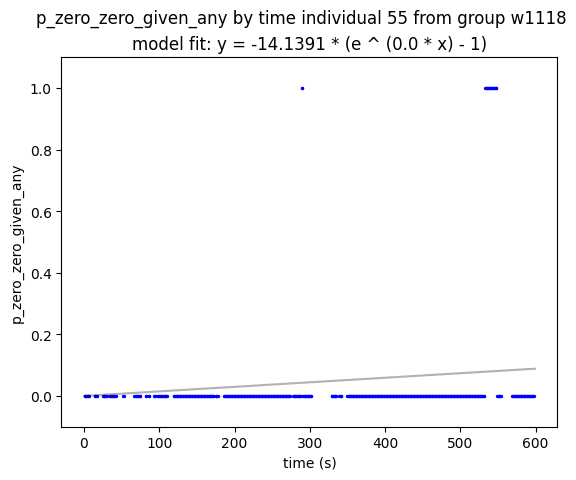 p_zero_zero_given_any by time individual 55 from group w1118
model fit: y = -14.1391 * (e ^ (0.0 * x) - 1)
1.0
0.8
0.6
0.4
0.2
0.0
p_zero_zero_given_any
0 100 200 300 400 500 600
time (s)